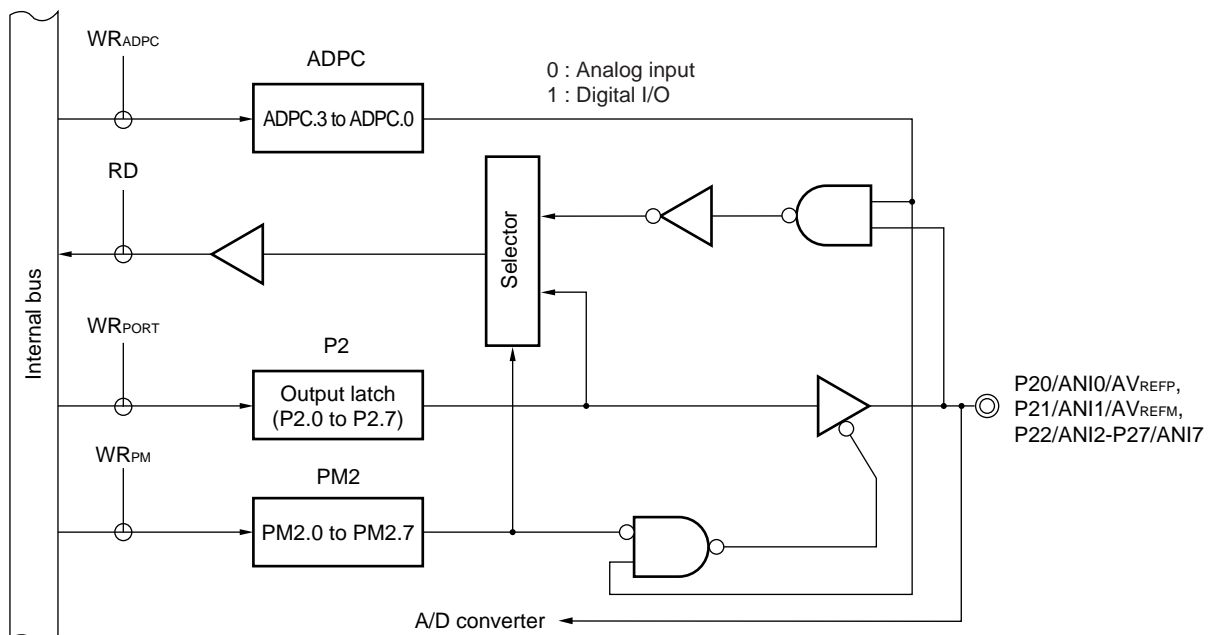 WRADPC
ADPC
0 : Analog input
1 : Digital I/O
ADPC.3 to ADPC.0
RD
Selector
Internal bus
WRPORT
P2
Output latch
(P2.0 to P2.7)
P20/ANI0/AVREFP,
P21/ANI1/AVREFM,
P22/ANI2-P27/ANI7
WRPM
PM2
PM2.0 to PM2.7
A/D converter